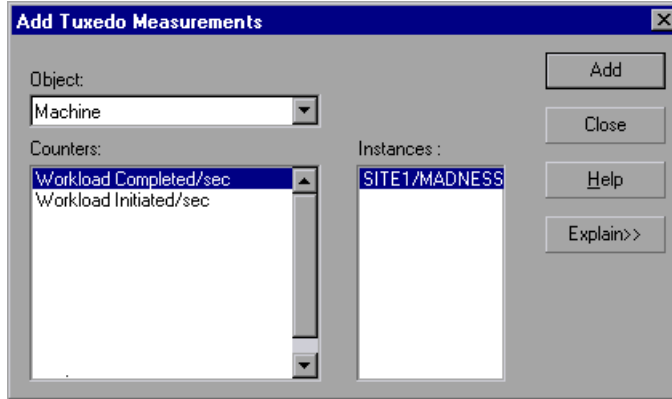 Add Tuxedo Measurements
Object:
Machine
Counters:
Workload Completed/sec
Workload Initiated/sec
Instances :
SITE1/MADNESS
Add
Close
Help
Explain>>